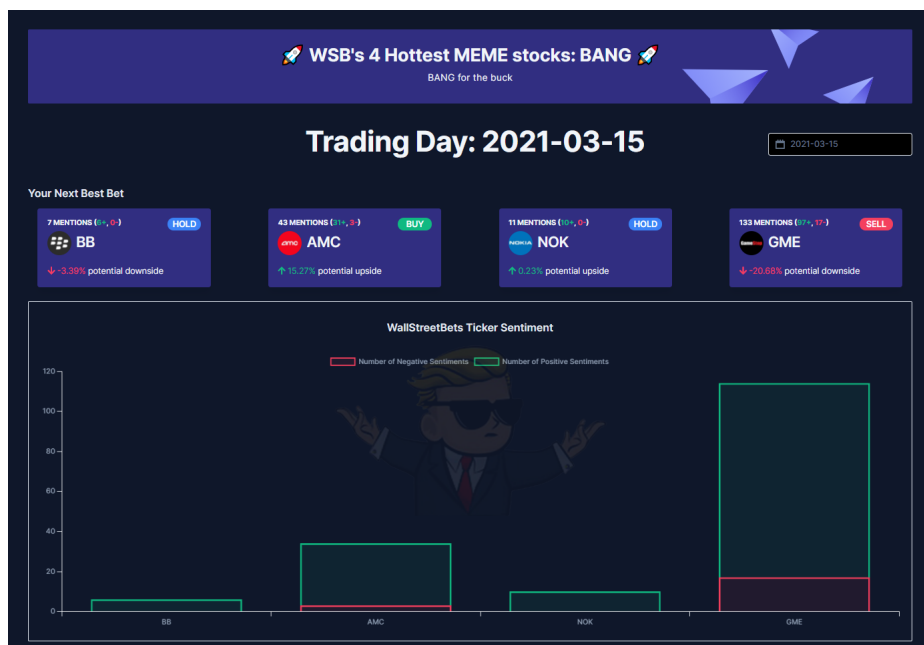 🚀 WSB's 4 Hottest MEME stocks: BANG 🚀
BANG for the buck
Trading Day: 2021-03-15
2021-03-15
Your Next Best Bet
7 MENTIONS (6+, 0-) HOLD
BB
-3.39% potential downside
43 MENTIONS (31+, 3-) BUY
amc AMC
15.27% potential upside
11 MENTIONS (10+, 0-) HOLD
NOKIA NOK
0.23% potential upside
133 MENTIONS (97+, 17-) SELL
GameStop GME
-20.68% potential downside
WallStreetBets Ticker Sentiment
Number of Negative Sentiments Number of Positive Sentiments
120
100
80
60
40
20
0
BB AMC NOK GME